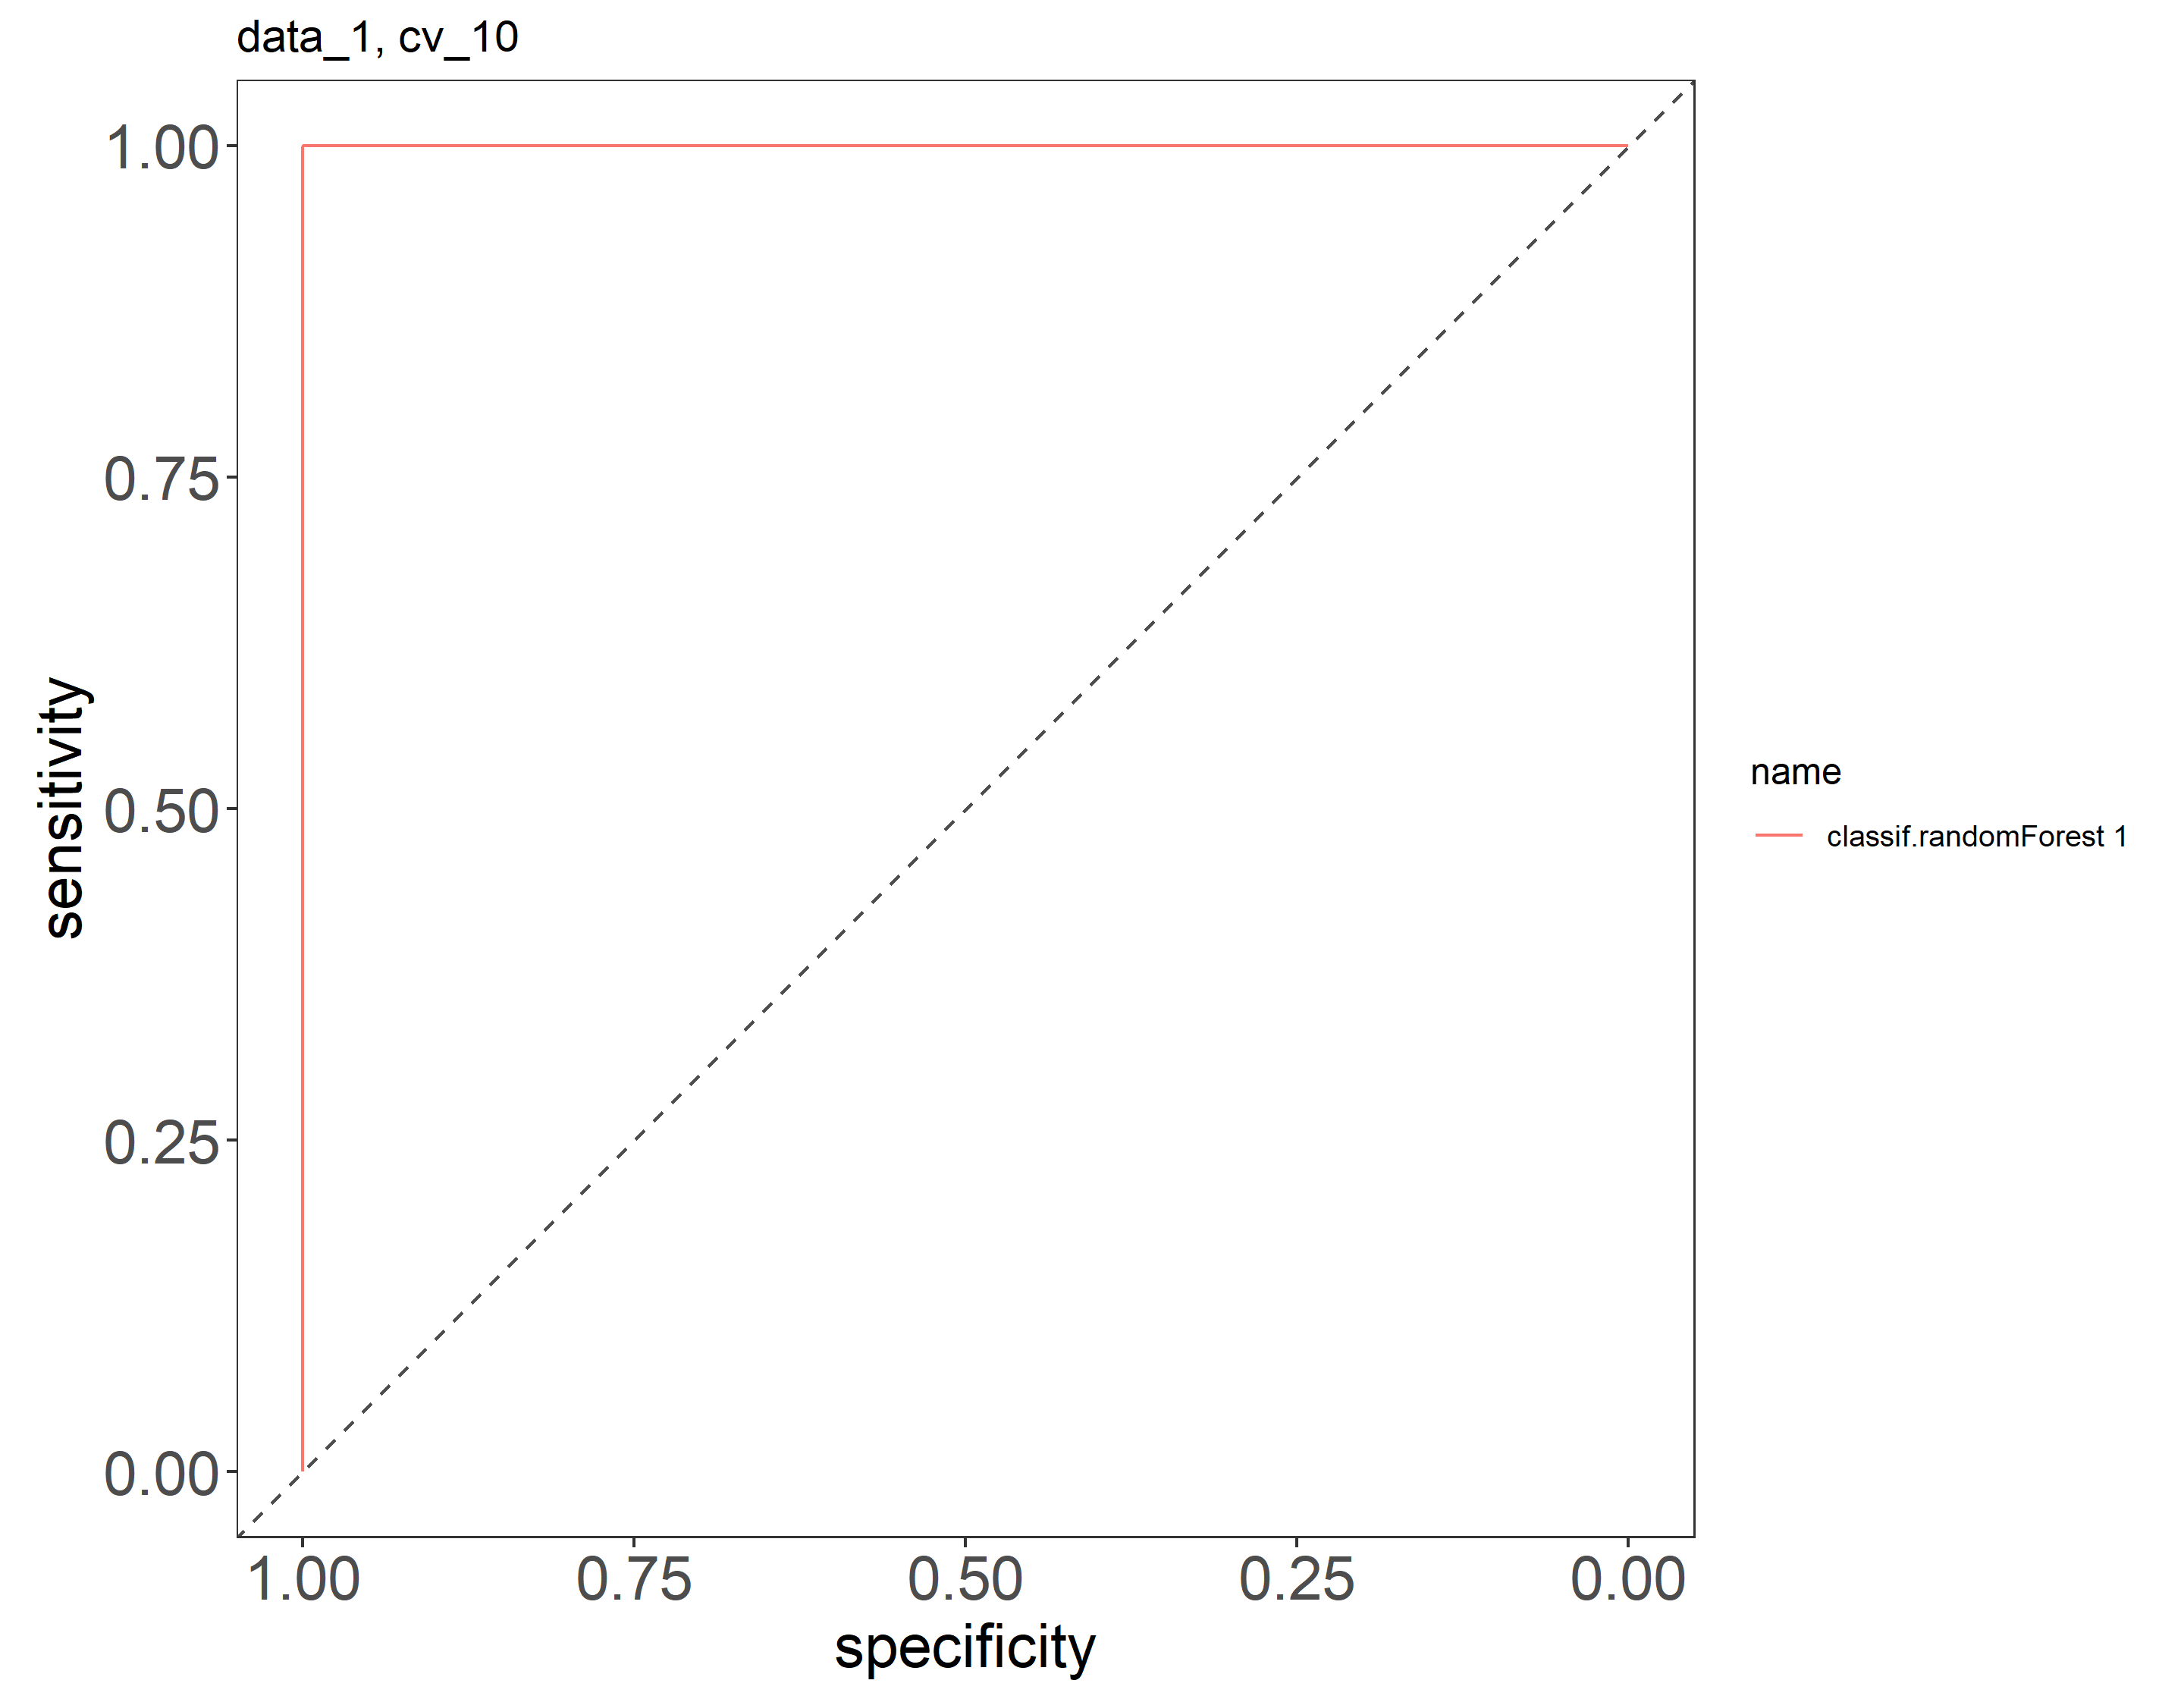 data_1, cv_10
1.00
0.75
0.50
0.25
0.00
sensitivity
1.00 0.75 0.50 0.25 0.00
specificity
name
classif.randomForest 1